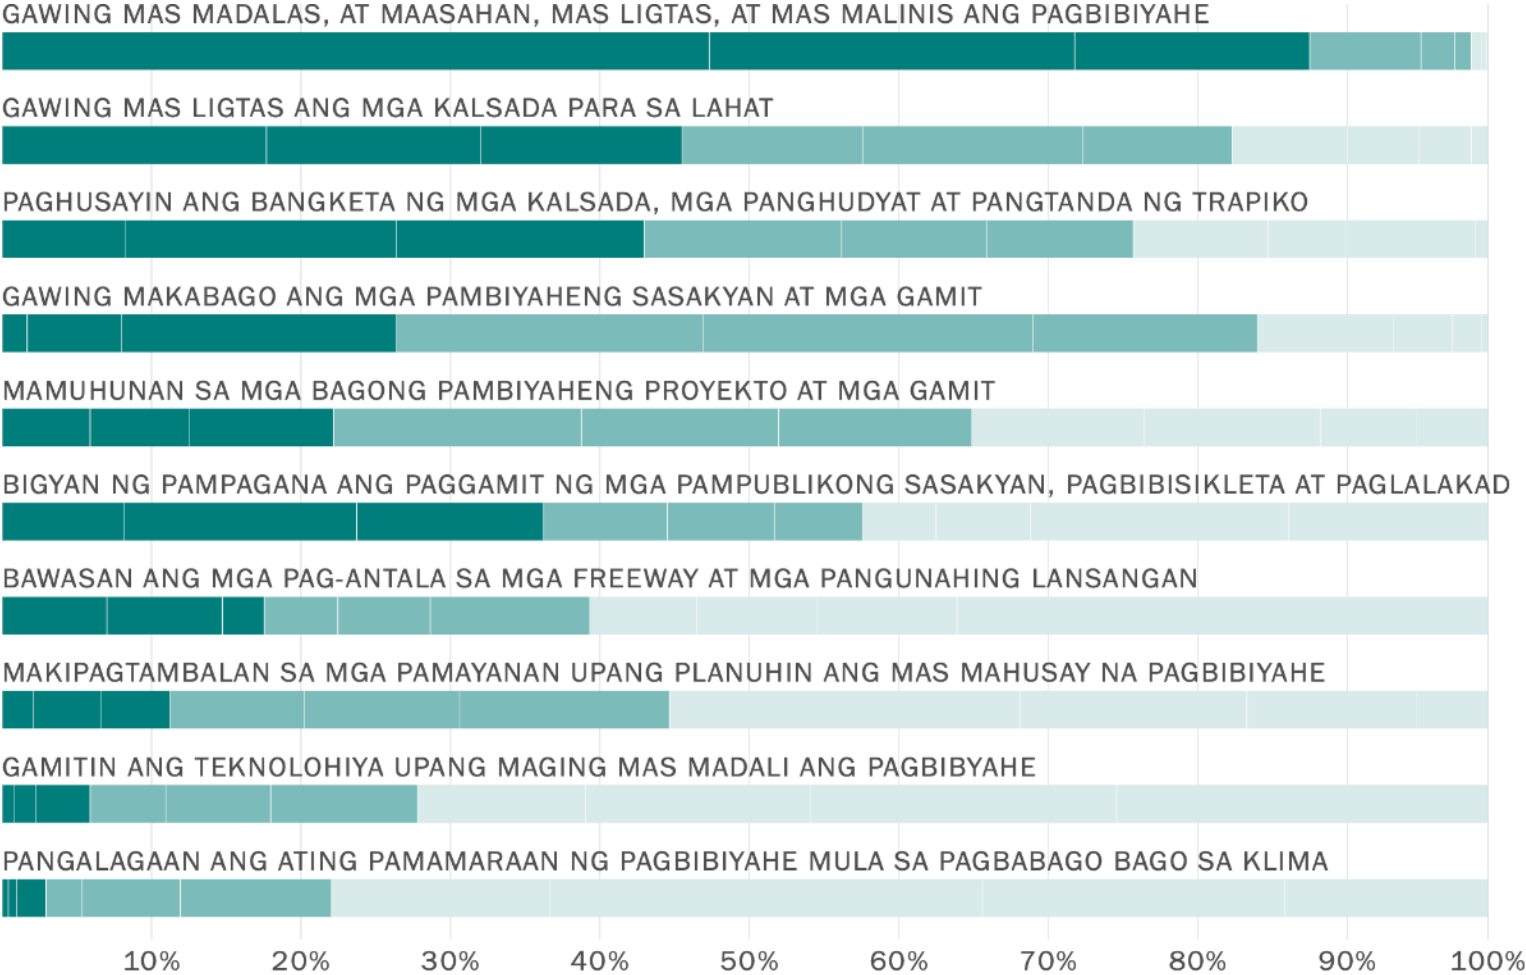 GAWING MAS MADALAS, AT MAASAHAN, MAS LIGTAS, AT MAS MALINIS ANG PAGBIBIYAHE
GAWING MAS LIGTAS ANG MGA KALSADA PARA SA LAHAT
PAGHUSAYIN ANG BANGKETA NG MGA KALSADA, MGA PANGHUDYAT AT PANGTANDA NG TRAPIKO
GAWING MAKABAGO ANG MGA PAMBIYAHENG SASAKYAN AT MGA GAMIT
MAMUHUNAN SA MGA BAGONG PAMBIYAHENG PROYEKTO AT MGA GAMIT
BIGYAN NG PAMPAGANA ANG PAGGAMIT NG MGA PAMPUBLIKONG SASAKYAN, PAGBIBISIKLETA AT PAGLALAKAD
BAWASAN ANG MGA PAG-ANTALA SA MGA FREEWAY AT MGA PANGUNAHING LANSANGAN
MAKIPAGTAMBALAN SA MGA PAMAYANAN UPANG PLANUHIN ANG MAS MAHUSAY NA PAGBIBIYAHE
GAMITIN ANG TEKNOLOHIYA UPANG MAGING MAS MADALI ANG PAGBIBYAHE
PANGALAGAAN ANG ATING PAMAMARAAN NG PAGBIBIYAHE MULA SA PAGBABAGO BAGO SA KLIMA
10% 20% 30% 40% 50% 60% 70% 80% 90% 100%